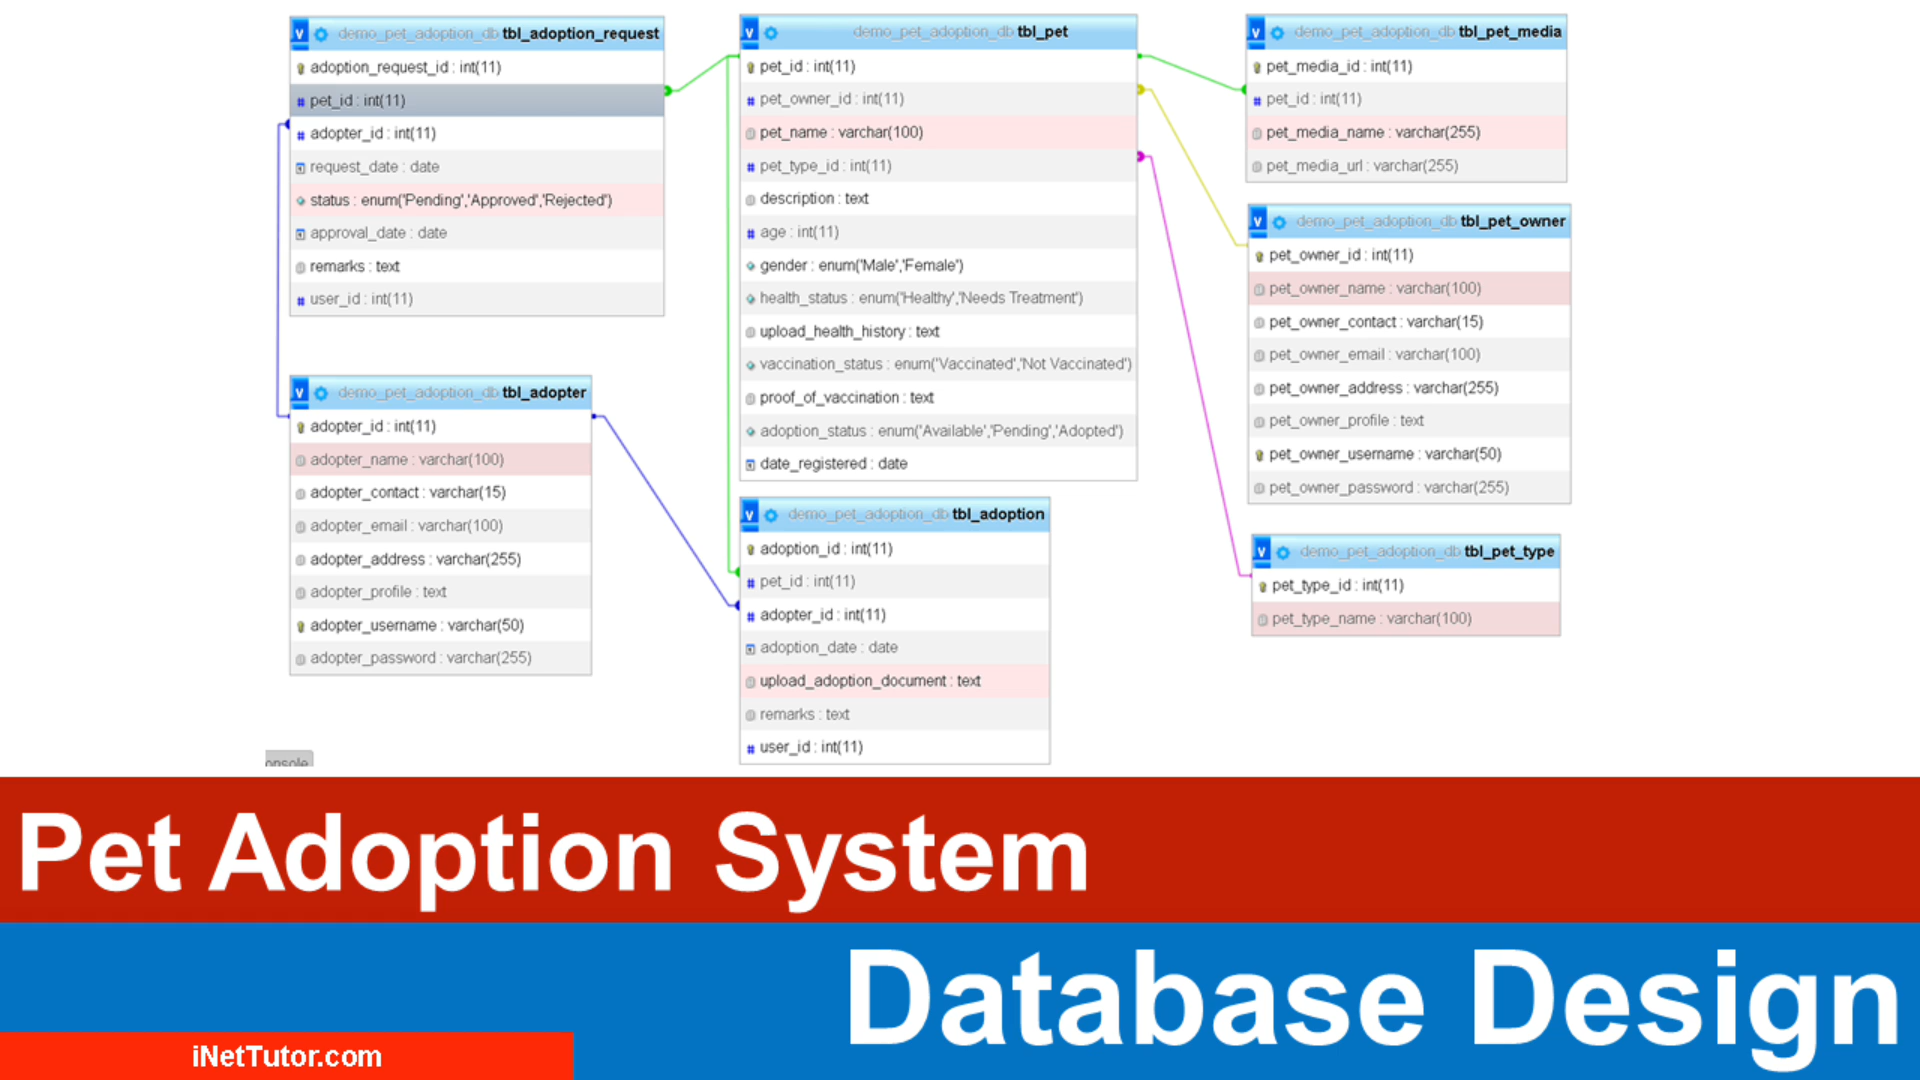 demo_pet_adoption_db tbl_adoption_request
adoption_request_id : int(11)
pet_id : int(11)
adopter_id : int(11)
request_date : date
status : enum('Pending','Approved','Rejected')
approval_date : date
remarks : text
user_id : int(11)
demo_pet_adoption_db tbl_adopter
adopter_id : int(11)
adopter_name : varchar(100)
adopter_contact : varchar(15)
adopter_email : varchar(100)
adopter_address : varchar(255)
adopter_profile : text
adopter_username : varchar(50)
adopter_password : varchar(255)
onsole
demo_pet_adoption_db tbl_pet
pet_id : int(11)
pet_owner_id : int(11)
pet_name : varchar(100)
pet_type_id : int(11)
description : text
age : int(11)
gender : enum('Male','Female')
health_status : enum('Healthy','Needs Treatment')
upload_health_history : text
vaccination_status : enum('Vaccinated','Not Vaccinated')
proof_of_vaccination : text
adoption_status : enum('Available','Pending','Adopted')
date_registered : date
demo_pet_adoption_db tbl_adoption
adoption_id : int(11)
pet_id : int(11)
adopter_id : int(11)
adoption_date : date
upload_adoption_document : text
remarks : text
user_id : int(11)
demo_pet_adoption_db tbl_pet_media
pet_media_id : int(11)
pet_id : int(11)
pet_media_name : varchar(255)
pet_media_url : varchar(255)
demo_pet_adoption_db tbl_pet_owner
pet_owner_id : int(11)
pet_owner_name : varchar(100)
pet_owner_contact : varchar(15)
pet_owner_email : varchar(100)
pet_owner_address : varchar(255)
pet_owner_profile : text
pet_owner_username : varchar(50)
pet_owner_password : varchar(255)
demo_pet_adoption_db tbl_pet_type
pet_type_id : int(11)
pet_type_name : varchar(100)
Pet Adoption System
Database Design
iNetTutor.com